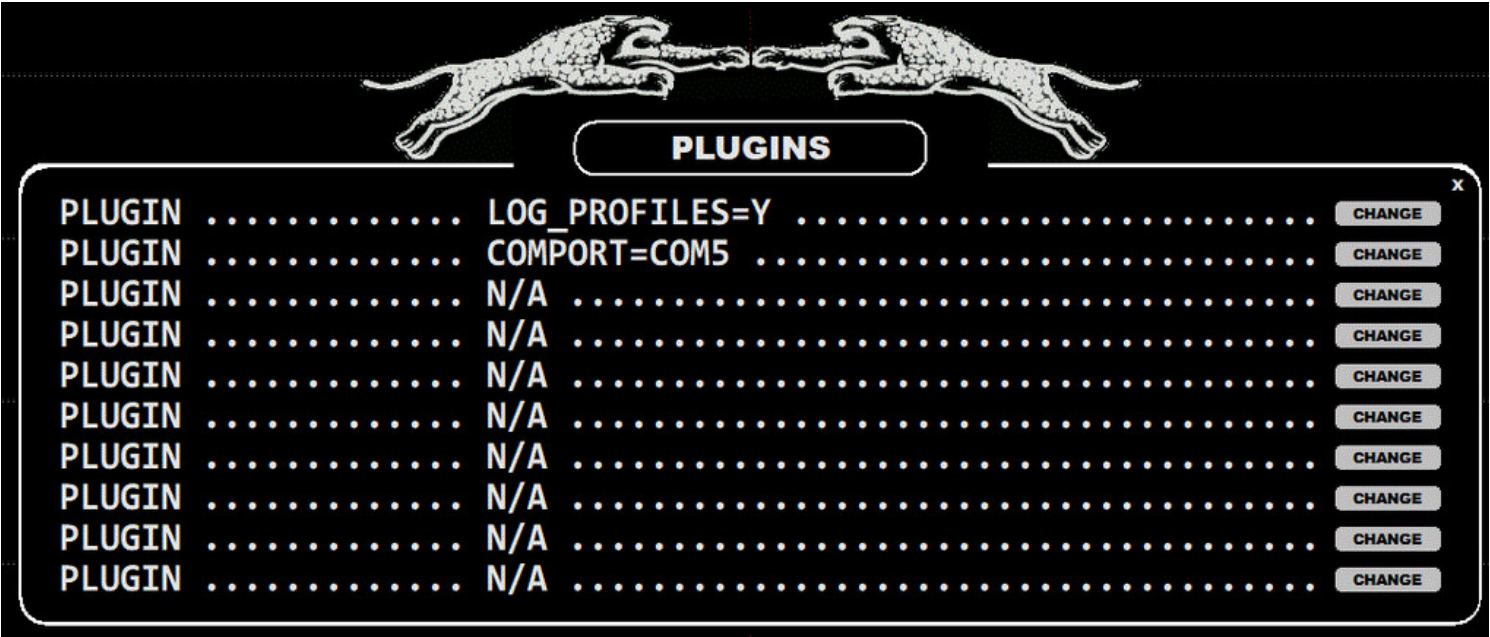 PLUGINS
x
PLUGIN ............. LOG_PROFILES=Y .......................... CHANGE
PLUGIN ............. COMPORT=COM5 ............................ CHANGE
PLUGIN ............. N/A ..................................... CHANGE
PLUGIN ............. N/A ..................................... CHANGE
PLUGIN ............. N/A ..................................... CHANGE
PLUGIN ............. N/A ..................................... CHANGE
PLUGIN ............. N/A ..................................... CHANGE
PLUGIN ............. N/A ..................................... CHANGE
PLUGIN ............. N/A ..................................... CHANGE
PLUGIN ............. N/A ..................................... CHANGE